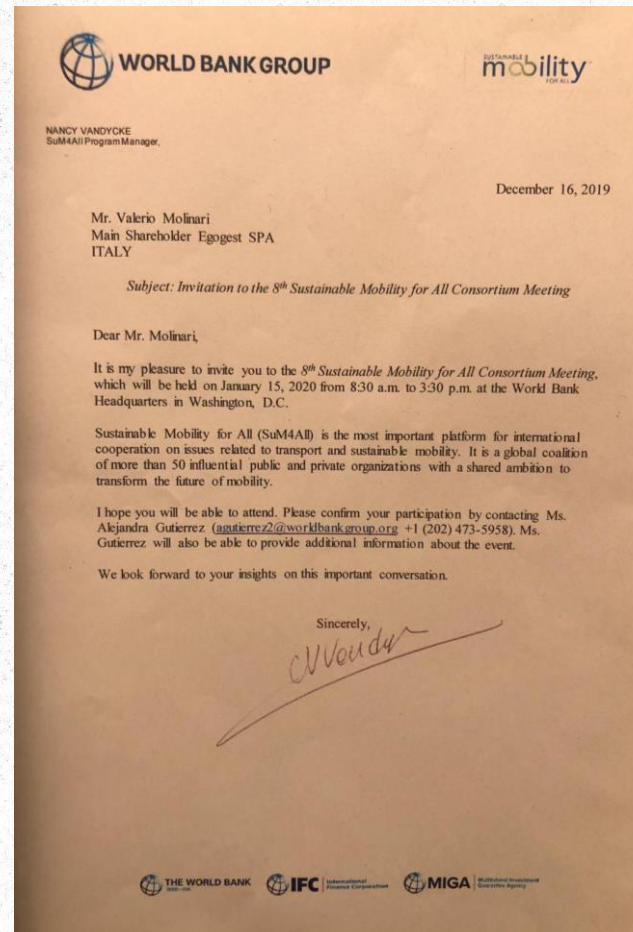 WORLD BANK GROUP
SUSTAINABLE
mobility
FOR ALL
NANCY VANDYCKE
SuM4All Program Manager,
December 16, 2019
Mr. Valerio Molinari
Main Shareholder Egogest SPA
ITALY
Subject: Invitation to the 8th Sustainable Mobility for All Consortium Meeting
Dear Mr. Molinari,
It is my pleasure to invite you to the 8th Sustainable Mobility for All Consortium Meeting,
which will be held on January 15, 2020 from 8:30 a.m. to 3:30 p.m. at the World Bank
Headquarters in Washington, D.C.
Sustainable Mobility for All (SuM4All) is the most important platform for international
cooperation on issues related to transport and sustainable mobility. It is a global coalition
of more than 50 influential public and private organizations with a shared ambition to
transform the future of mobility.
I hope you will be able to attend. Please confirm your participation by contacting Ms.
Alejandra Gutierrez (agutierrez2@worldbankgroup.org +1 (202) 473-5958). Ms.
Gutierrez will also be able to provide additional information about the event.
We look forward to your insights on this important conversation.
Sincerely,
THE WORLD BANK
IFC International
Finance Corporation
MIGA Multilateral Investment
Guarantee Agency